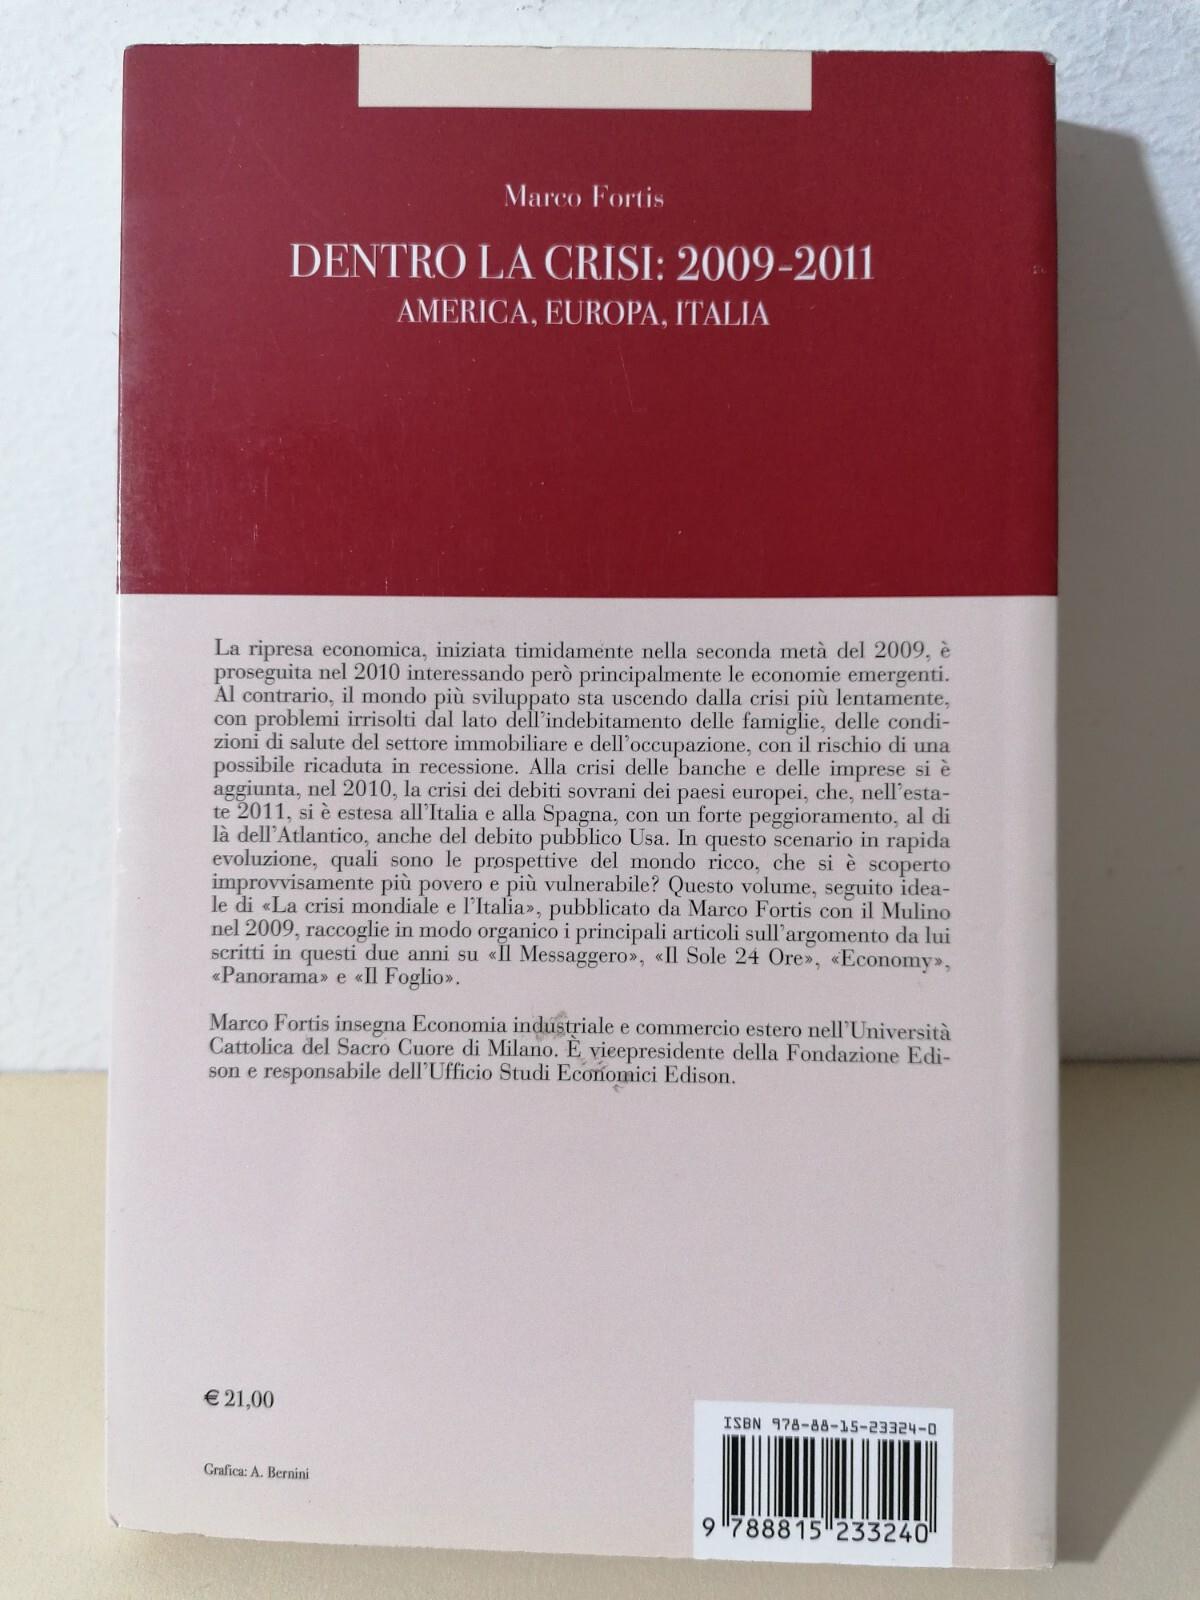 Marco Fortis
DENTRO LA CRISI: 2009-2011
AMERICA, EUROPA, ITALIA
La ripresa economica, iniziata timidamente nella seconda metà del 2009, è
proseguita nel 2010 interessando però principalmente le economie emergenti.
Al contrario, il mondo più sviluppato sta uscendo dalla crisi più lentamente,
con problemi irrisolti dal lato dell'indebitamento delle famiglie, delle condi-
zioni di salute del settore immobiliare e dell'occupazione, con il rischio di una
possibile ricaduta in recessione. Alla crisi delle banche e delle imprese si è
aggiunta, nel 2010, la crisi dei debiti sovrani dei paesi europei, che, nell'esta-
te 2011, si è estesa all'Italia e alla Spagna, con un forte peggioramento, al di
là dell'Atlantico, anche del debito pubblico Usa. In questo scenario in rapida
evoluzione, quali sono le prospettive del mondo ricco, che si è scoperto
improvvisamente più povero e più vulnerabile? Questo volume, seguito idea-
le di «La crisi mondiale e l'Italia», pubblicato da Marco Fortis con il Mulino
nel 2009, raccoglie in modo organico i principali articoli sull'argomento da lui
scritti in questi due anni su «Il Messaggero», «Il Sole 24 Ore», «Economy»,
«Panorama» e «Il Foglio».
Marco Fortis insegna Economia industriale e commercio estero nell'Università
Cattolica del Sacro Cuore di Milano. È vicepresidente della Fondazione Edi-
son e responsabile dell'Ufficio Studi Economici Edison.
€ 21,00
Grafica: A. Bernini
ISBN 978-88-15-23324-0
9 788815 233240